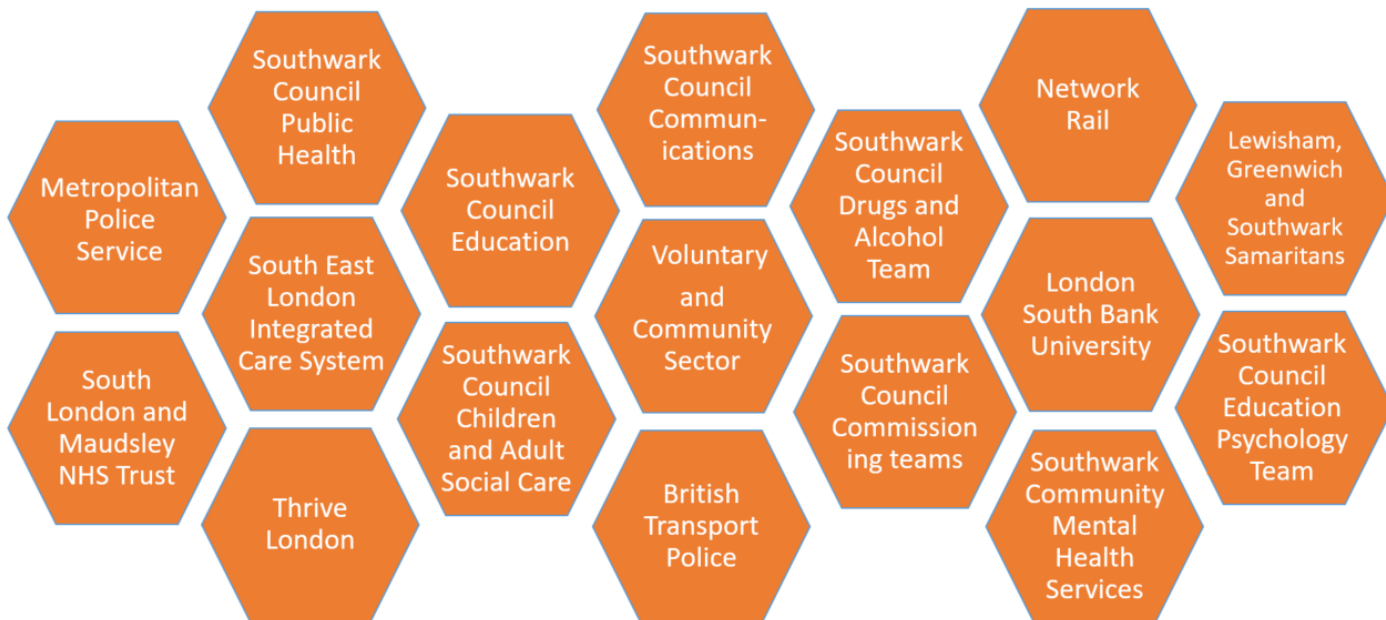 Southwark
Council
Public
Health
Southwark
Council
Commun-
ications
Network
Rail
Metropolitan
Police
Service
Southwark
Council
Education
Southwark
Council
Drugs and
Alcohol
Team
Lewisham,
Greenwich
and
Southwark
Samaritans
South East
London
Integrated
Care System
Voluntary
and
Community
Sector
London
South Bank
University
South
London and
Maudsley
NHS Trust
Southwark
Council
Children
and Adult
Social Care
Southwark
Council
Commission
ing teams
Southwark
Council
Education
Psychology
Team
Thrive
London
British
Transport
Police
Southwark
Community
Mental
Health
Services